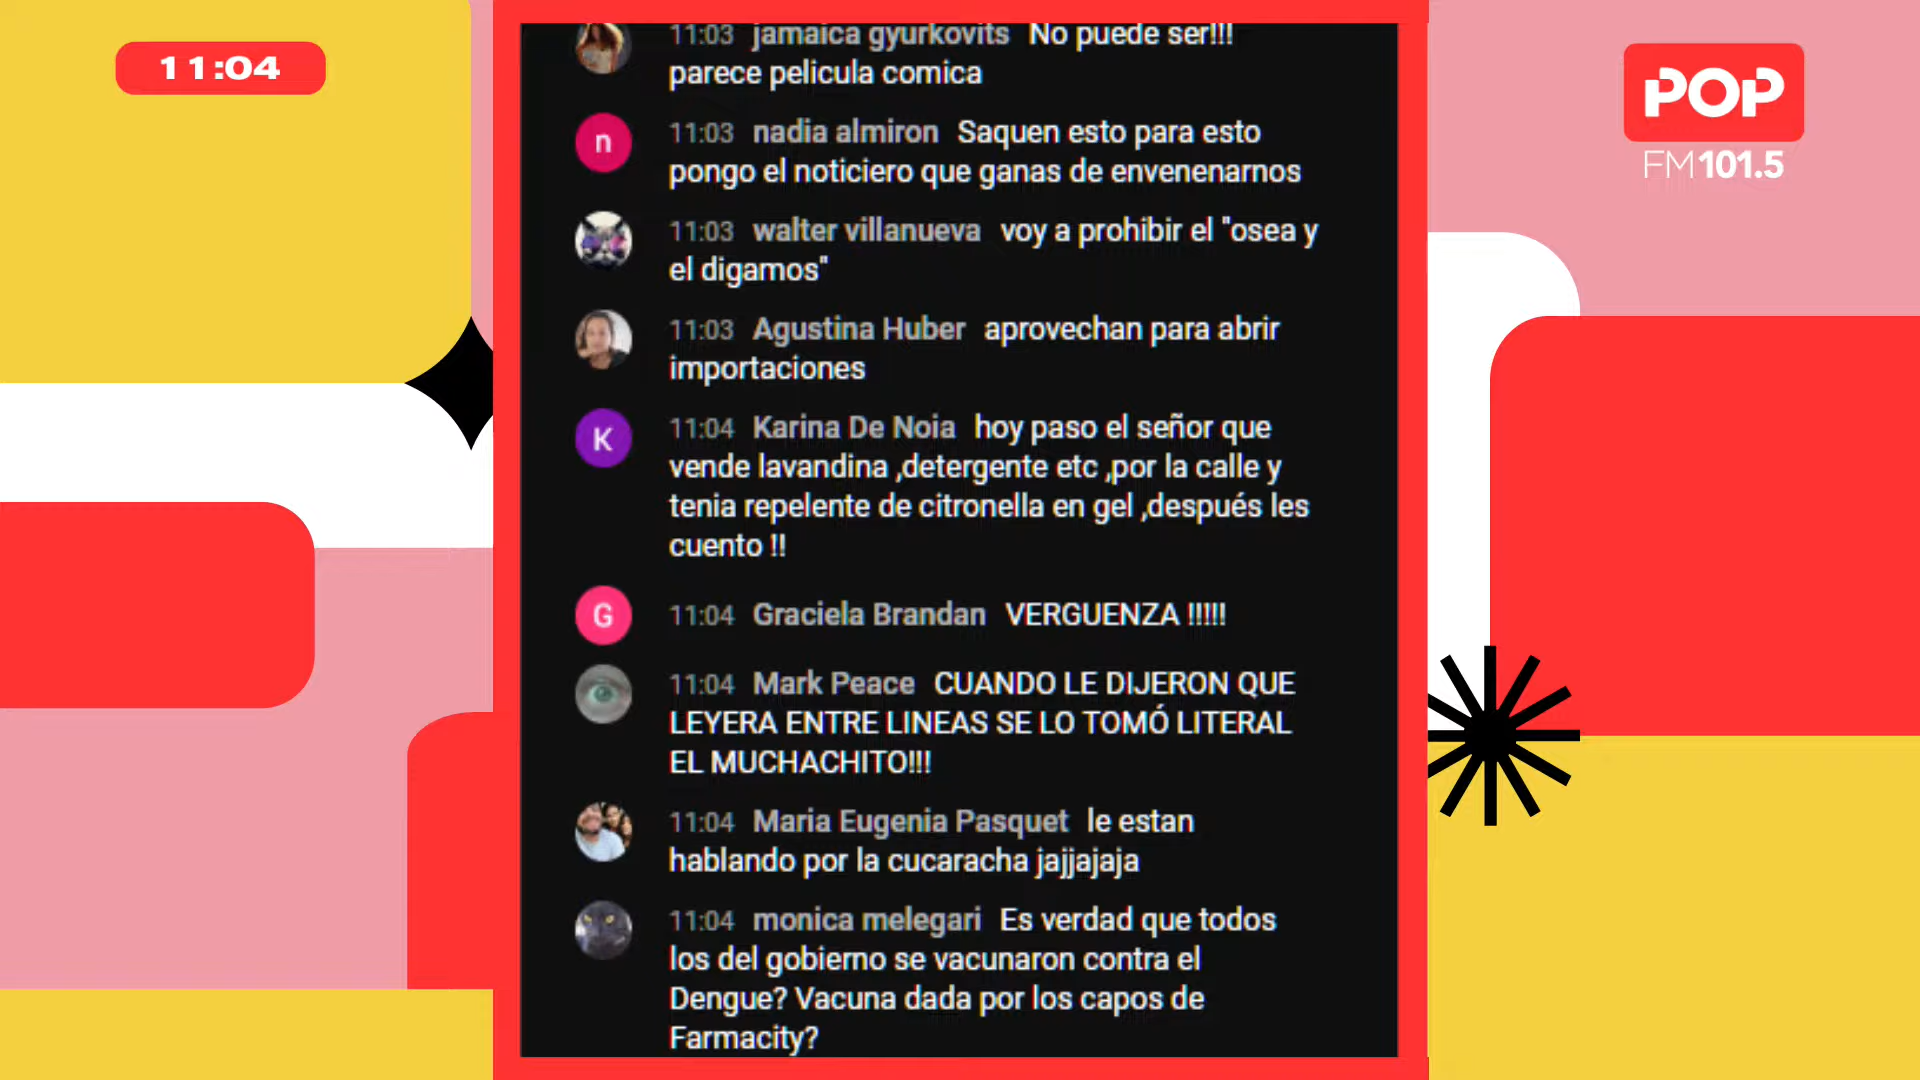 11:04
POP
FM 101.5
11:03 jamaica gyurkovits No puede ser!!!
parece pelicula comica
n
11:03 nadia almiron Saquen esto para esto
pongo el noticiero que ganas de envenenarnos
11:03 walter villanueva voy a prohibir el "osea y
el digamos"
11:03 Agustina Huber aprovechan para abrir
importaciones
K
11:04 Karina De Noia hoy paso el señor que
vende lavandina ,detergente etc ,por la calle y
tenia repelente de citronella en gel ,después les
cuento !!
G
11:04 Graciela Brandan VERGUENZA !!!!!
11:04 Mark Peace CUANDO LE DIJERON QUE
LEYERA ENTRE LINEAS SE LO TOMÓ LITERAL
EL MUCHACHITO!!!
11:04 Maria Eugenia Pasquet le estan
hablando por la cucaracha jajjajaja
11:04 monica melegari Es verdad que todos
los del gobierno se vacunaron contra el
Dengue? Vacuna dada por los capos de
Farmacity?